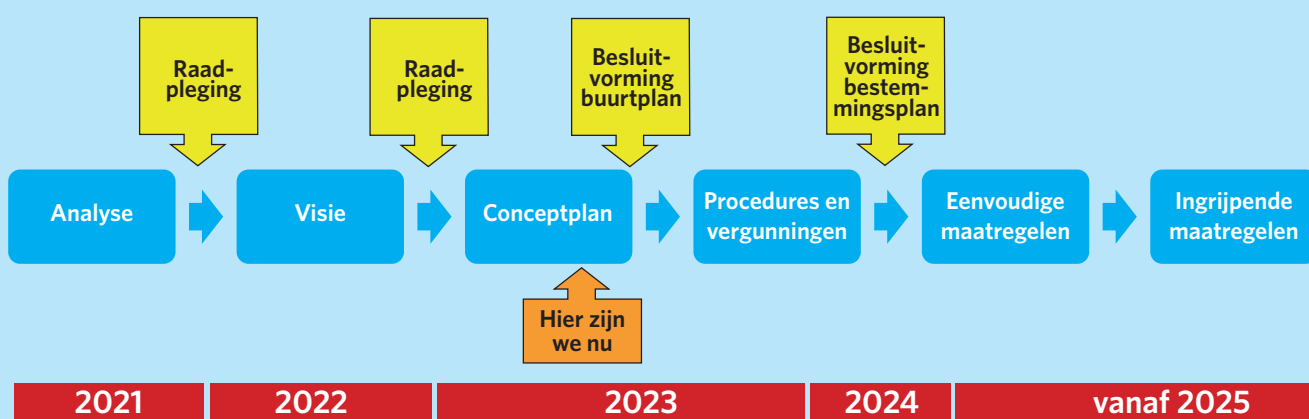 Raad-
pleging
Raad-
pleging
Besluit-
vorming
buurtplan
Besluit-
vorming
bestem-
mingsplan
Analyse
Visie
Conceptplan
Procedures en
vergunningen
Eenvoudige
maatregelen
Ingrijpende
maatregelen
Hier zijn
we nu
2021
2022
2023
2024
vanaf 2025